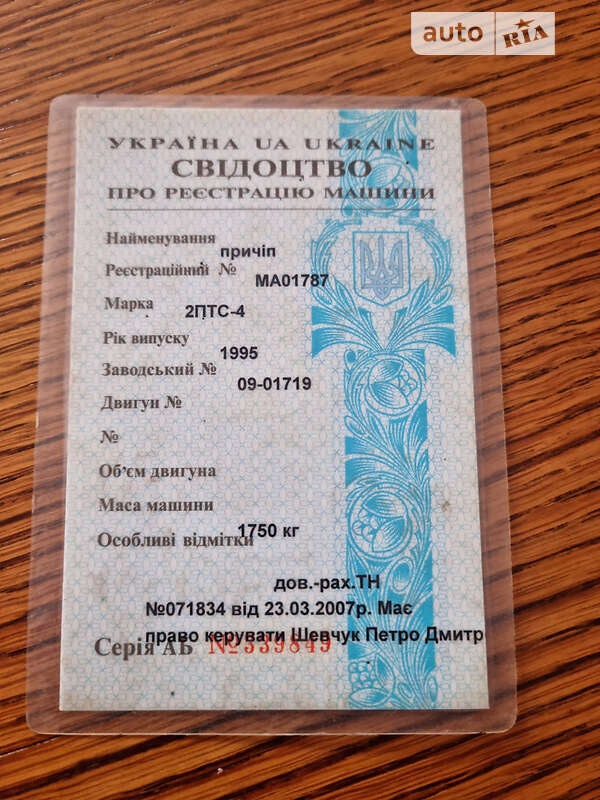 auto RIA
УКРАЇНА UA UKRAINE
СВІДОЦТВО
ПРО РЕЄСТРАЦІЮ МАШИНИ
Найменування
причіп
Реєстраційний №
МА01787
Марка
2ПТС-4
Рік випуску
1995
Заводський №
09-01719
Двигун №
№
Об'єм двигуна
Маса машини
1750 кг
Особливі відмітки
дов.-рах.ТН
№071834 від 23.03.2007р. Має
право керувати Шевчук Петро Дмитр
Серія АБ №339849